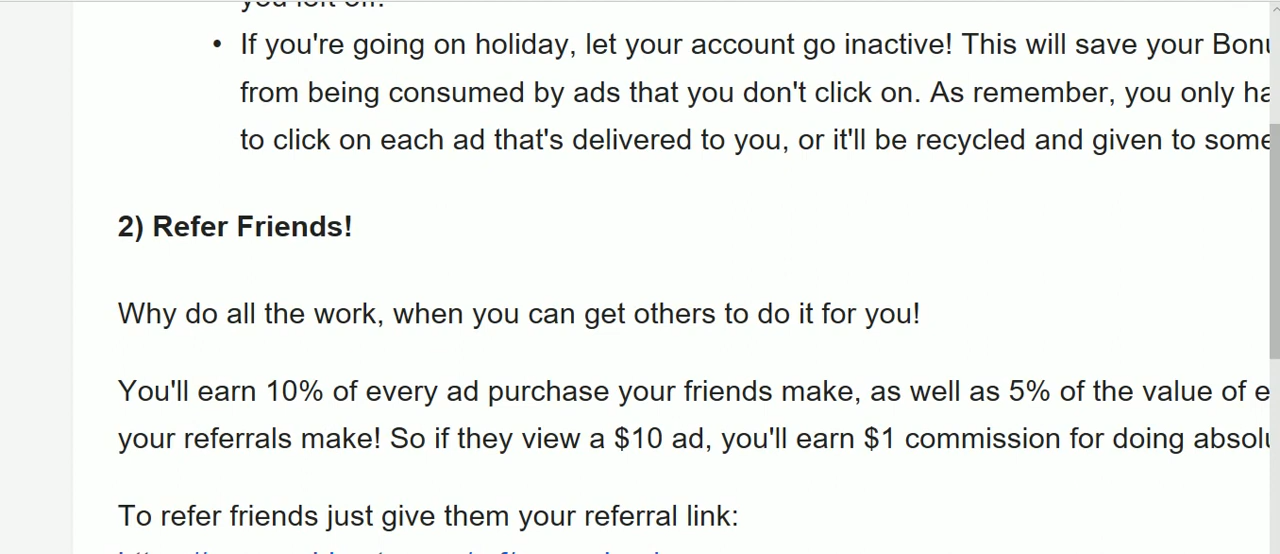 you left off.
• If you're going on holiday, let your account go inactive! This will save your
from being consumed by ads that you don't click on. As remember, you only
to click on each ad that's delivered to you, or it'll be recycled and given to
2) Refer Friends!
Why do all the work, when you can get others to do it for you!
You'll earn 10% of every ad purchase your friends make, as well as 5% of the value of
your referrals make! So if they view a $10 ad, you'll earn $1 commission for doing
To refer friends just give them your referral link: